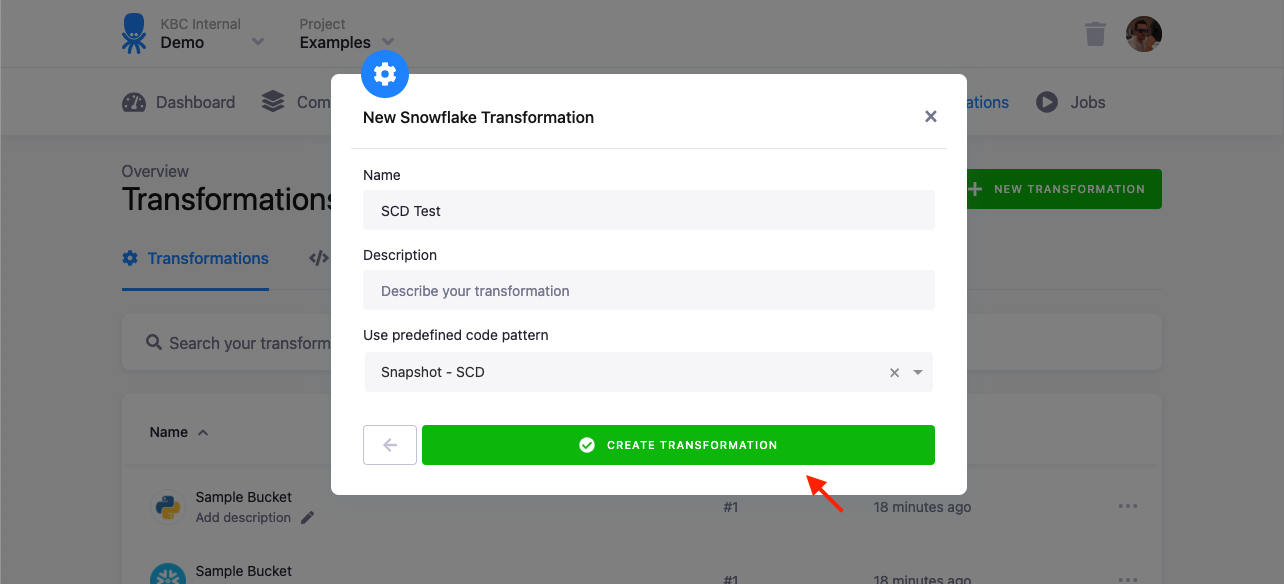 KBC Internal
Demo
Project
Examples
Dashboard
Com
ations
Jobs
New Snowflake Transformation
Overview
Transformations
NEW TRANSFORMATION
Transformations
Name
SCD Test
Description
Describe your transformation
Use predefined code pattern
Snapshot - SCD
CREATE TRANSFORMATION
Search your transform
Name
Sample Bucket
Add description
#1
18 minutes ago
Sample Bucket
#1
18 minutes ago